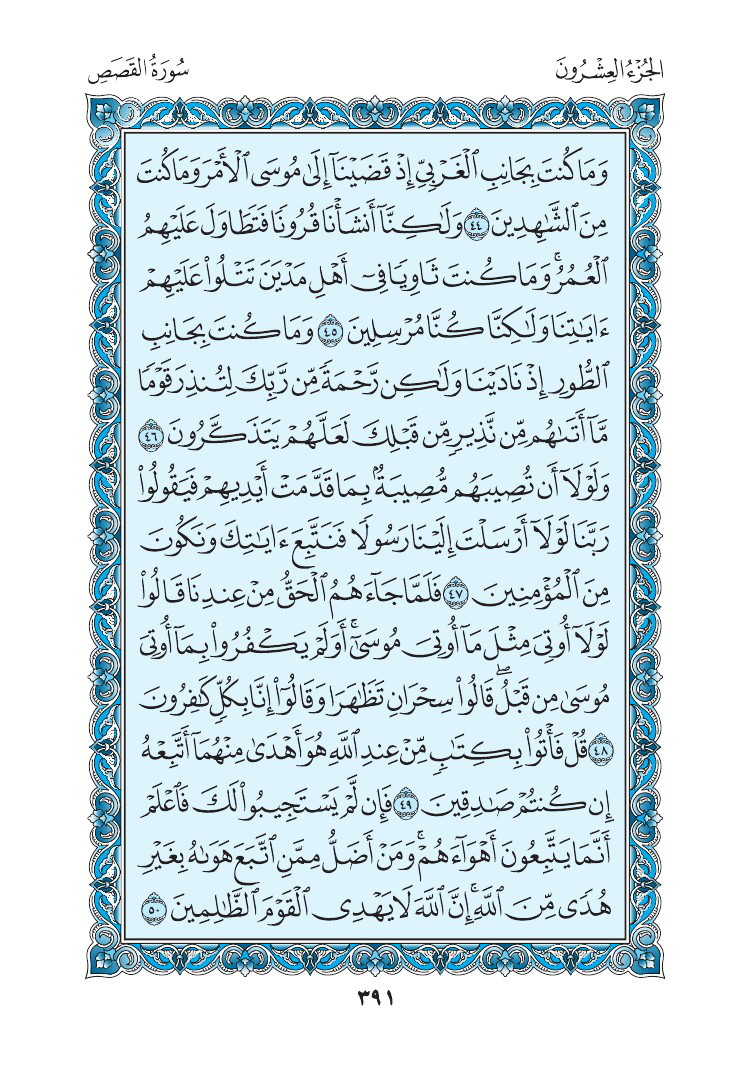 الجُزْءُ العِشْرُونَ
سُورَةُ القَصَصِ
وَمَا كُنتَ بِجَانِبِ ٱلْغَرْبِيِّ إِذْ قَضَيْنَآ إِلَىٰ مُوسَى ٱلْأَمْرَ وَمَا كُنتَ
مِنَ ٱلشَّٰهِدِينَ ٤٤ وَلَٰكِنَّآ أَنشَأْنَا قُرُونًا فَتَطَاوَلَ عَلَيْهِمُ
ٱلْعُمُرُۚ وَمَا كُنتَ ثَاوِيًا فِىٓ أَهْلِ مَدْيَنَ تَتْلُوا۟ عَلَيْهِمْ
ءَايَٰتِنَا وَلَٰكِنَّا كُنَّا مُرْسِلِينَ ٤٥ وَمَا كُنتَ بِجَانِبِ
ٱلطُّورِ إِذْ نَادَيْنَا وَلَٰكِن رَّحْمَةً مِّن رَّبِّكَ لِتُنذِرَ قَوْمًا
مَّآ أَتَىٰهُم مِّن نَّذِيرٍ مِّن قَبْلِكَ لَعَلَّهُمْ يَتَذَكَّرُونَ ٤٦
وَلَوْلَآ أَن تُصِيبَهُم مُّصِيبَةٌۢ بِمَا قَدَّمَتْ أَيْدِيهِمْ فَيَقُولُوا۟
رَبَّنَا لَوْلَآ أَرْسَلْتَ إِلَيْنَا رَسُولًا فَنَتَّبِعَ ءَايَٰتِكَ وَنَكُونَ
مِنَ ٱلْمُؤْمِنِينَ ٤٧ فَلَمَّا جَآءَهُمُ ٱلْحَقُّ مِنْ عِندِنَا قَالُوا۟
لَوْلَآ أُوتِىَ مِثْلَ مَآ أُوتِىَ مُوسَىٰٓۚ أَوَلَمْ يَكْفُرُوا۟ بِمَآ أُوتِىَ
مُوسَىٰ مِن قَبْلُۖ قَالُوا۟ سِحْرَانِ تَظَٰهَرَا وَقَالُوٓا۟ إِنَّا بِكُلٍّ كَٰفِرُونَ
٤٨ قُلْ فَأْتُوا۟ بِكِتَٰبٍ مِّنْ عِندِ ٱللَّهِ هُوَ أَهْدَىٰ مِنْهُمَآ أَتَّبِعْهُ
إِن كُنتُمْ صَٰدِقِينَ ٤٩ فَإِن لَّمْ يَسْتَجِيبُوا۟ لَكَ فَٱعْلَمْ
أَنَّمَا يَتَّبِعُونَ أَهْوَآءَهُمْۚ وَمَنْ أَضَلُّ مِمَّنِ ٱتَّبَعَ هَوَىٰهُ بِغَيْرِ
هُدًى مِّنَ ٱللَّهِۚ إِنَّ ٱللَّهَ لَا يَهْدِى ٱلْقَوْمَ ٱلظَّٰلِمِينَ ٥٠
٣٩١